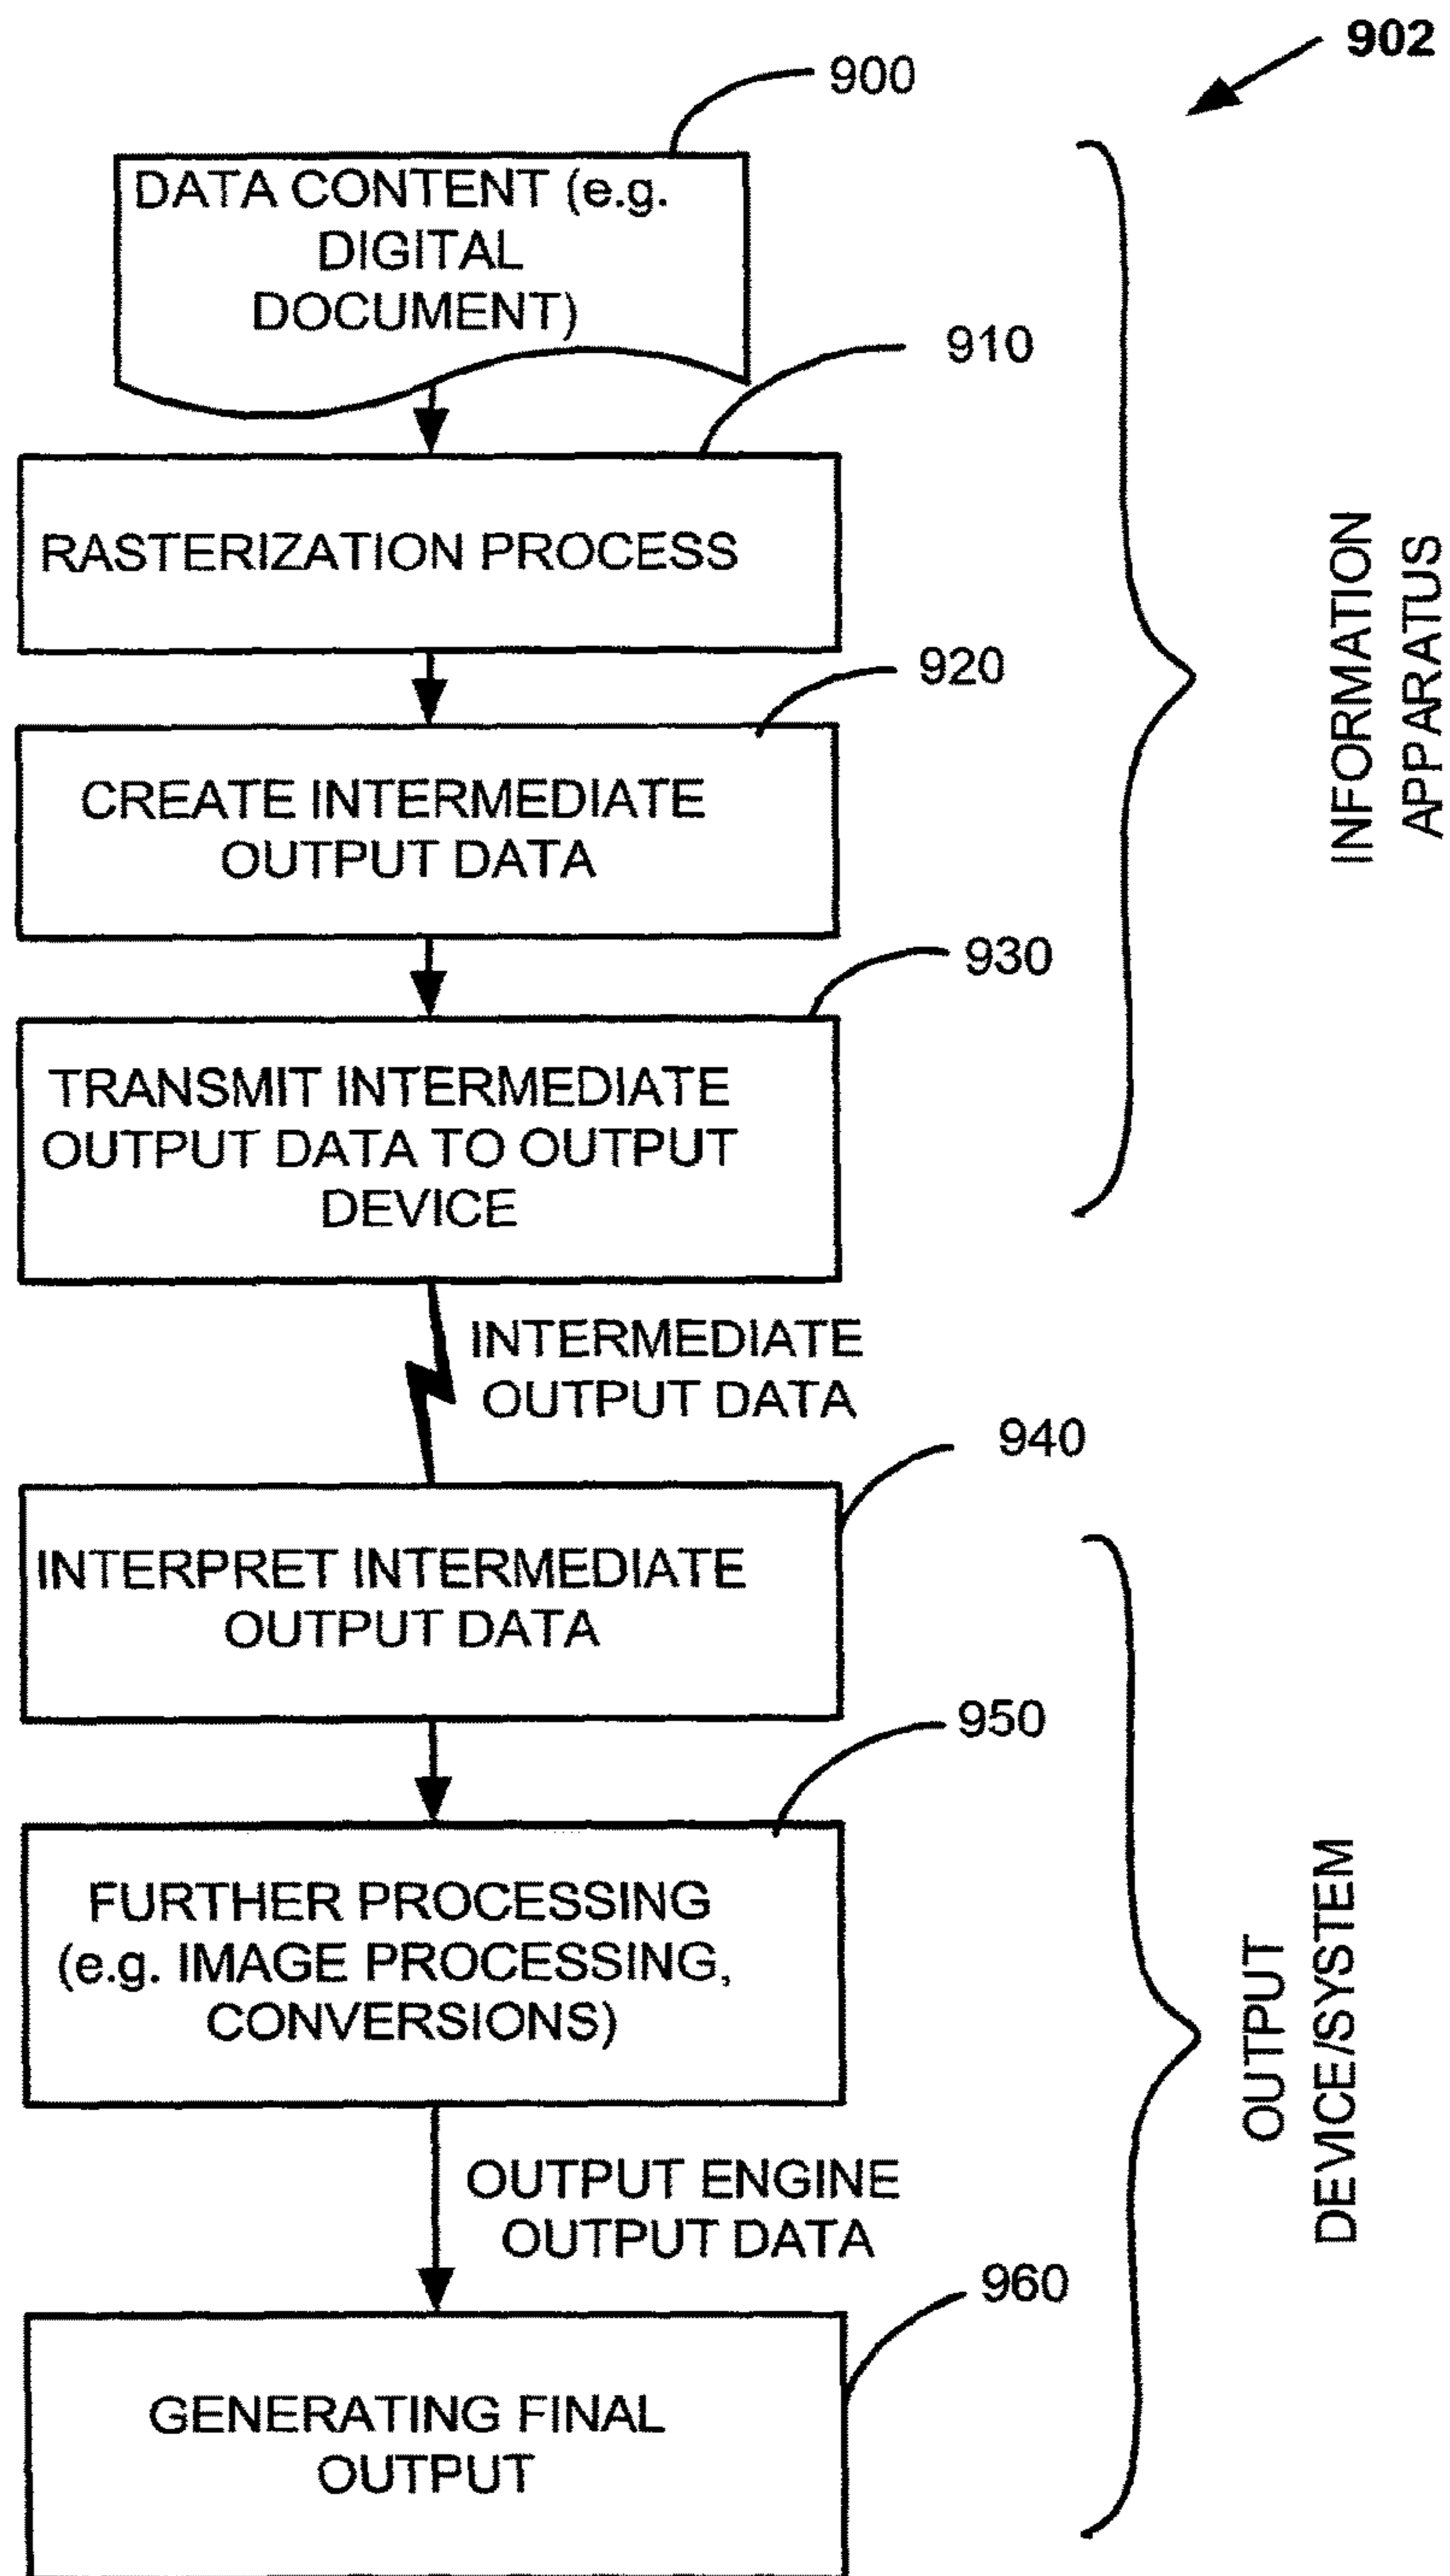 902
900
DATA CONTENT (e.g.
DIGITAL
DOCUMENT)
910
RASTERIZATION PROCESS
920
CREATE INTERMEDIATE
OUTPUT DATA
930
TRANSMIT INTERMEDIATE
OUTPUT DATA TO OUTPUT
DEVICE
INFORMATION
APPARATUS
INTERMEDIATE
OUTPUT DATA
940
INTERPRET INTERMEDIATE
OUTPUT DATA
950
FURTHER PROCESSING
(e.g. IMAGE PROCESSING,
CONVERSIONS)
OUTPUT ENGINE
OUTPUT DATA
960
GENERATING FINAL
OUTPUT
OUTPUT
DEVICE/SYSTEM